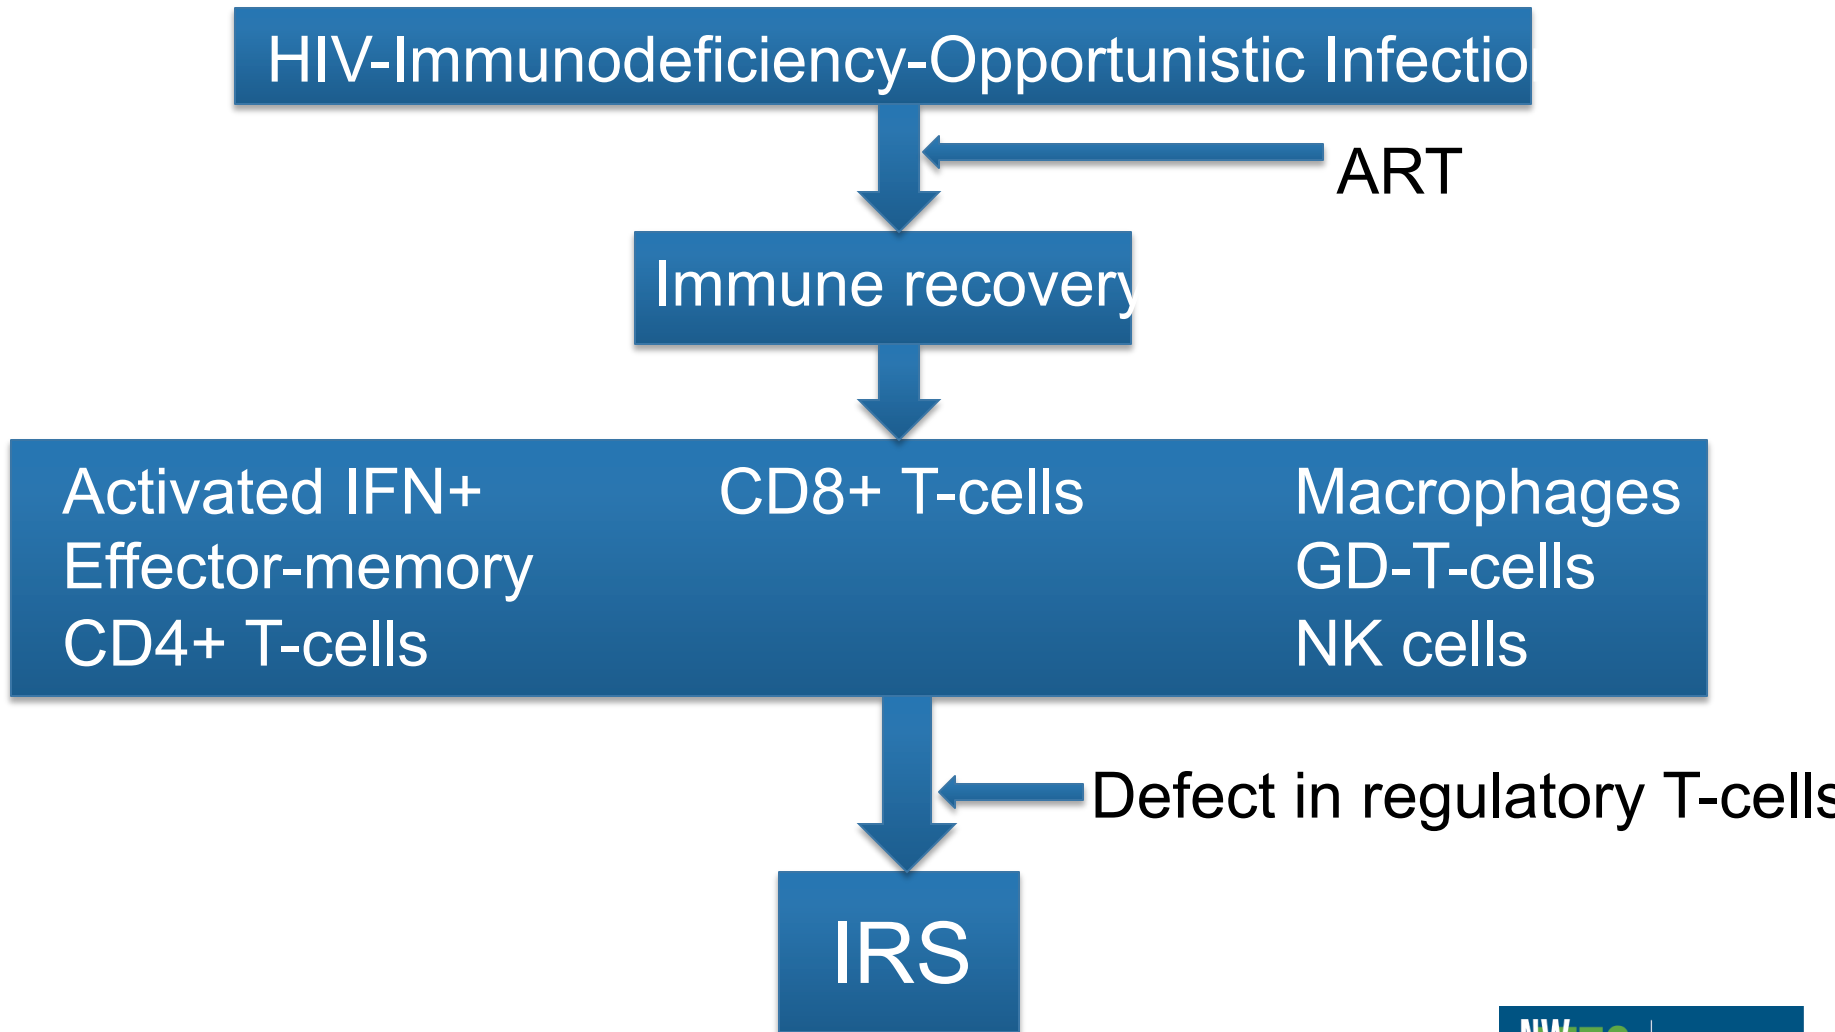 HIV-Immunodeficiency-Opportunistic Infectio
ART
Immune recovery
Activated IFN+
Effector-memory
CD4+ T-cells
CD8+ T-cells
Macrophages
GD-T-cells
NK cells
Defect in regulatory T-cells
IRS
NW